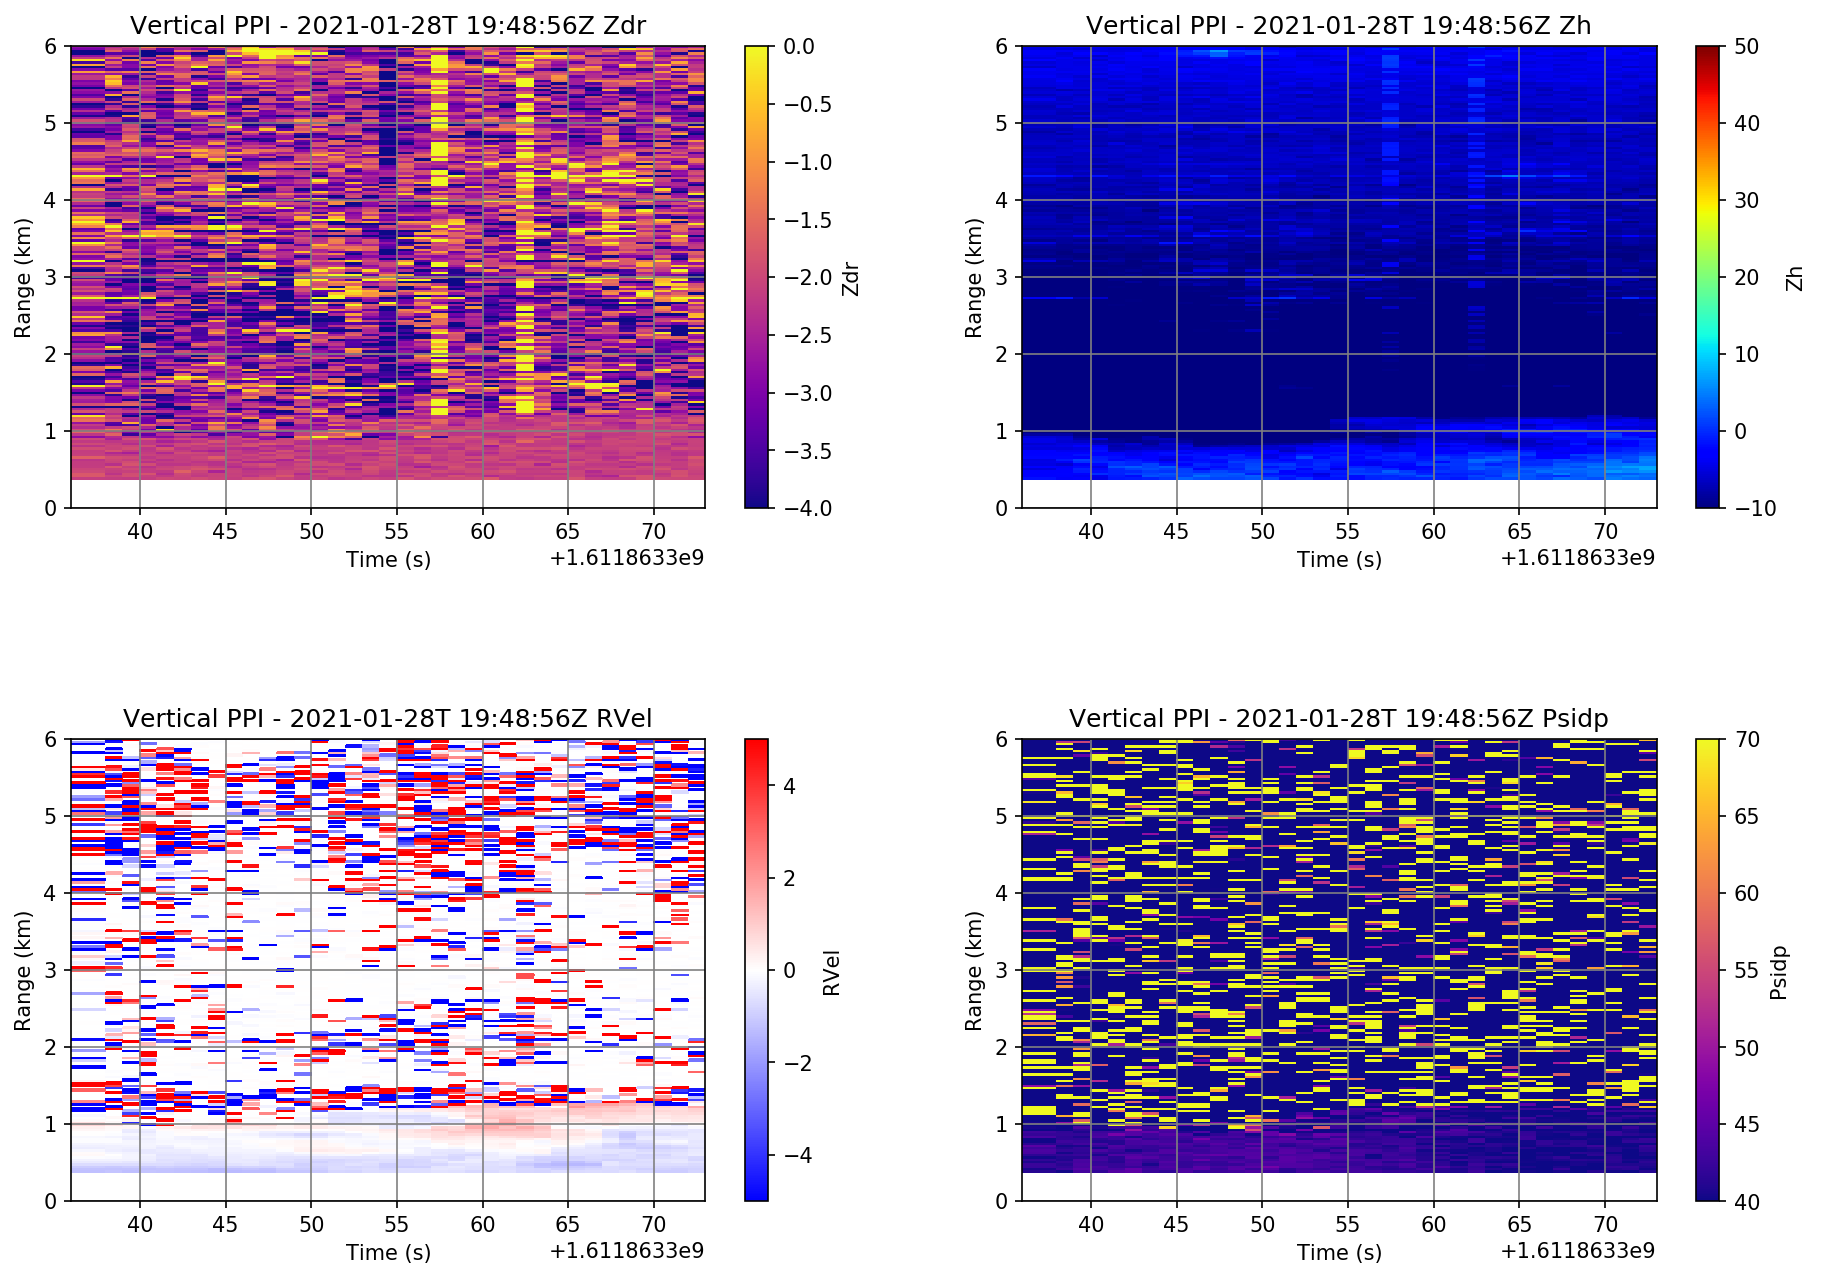 Vertical PPI - 2021-01-28T 19:48:56Z Zdr
6
5
4
3
2
1
0
Range (km)
40 45 50 55 60 65 70
Time (s)
+1.6118633e9
0.0
−0.5
−1.0
−1.5
−2.0
−2.5
−3.0
−3.5
−4.0
Zdr
Vertical PPI - 2021-01-28T 19:48:56Z Zh
6
5
4
3
2
1
0
Range (km)
40 45 50 55 60 65 70
Time (s)
+1.6118633e9
50
40
30
20
10
0
−10
Zh
Vertical PPI - 2021-01-28T 19:48:56Z RVel
6
5
4
3
2
1
0
Range (km)
40 45 50 55 60 65 70
Time (s)
+1.6118633e9
4
2
0
−2
−4
RVel
Vertical PPI - 2021-01-28T 19:48:56Z Psidp
6
5
4
3
2
1
0
Range (km)
40 45 50 55 60 65 70
Time (s)
+1.6118633e9
70
65
60
55
50
45
40
Psidp